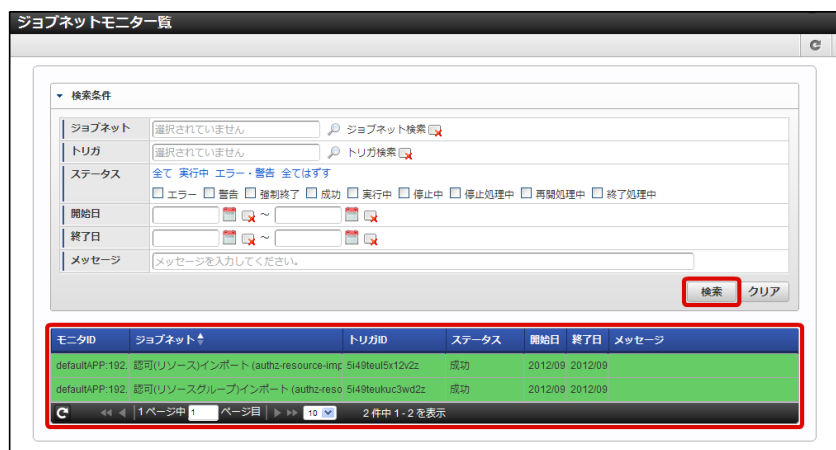 ジョブネットモニター覧
検索条件
ジョブネット 選択されていません ジョブネット検索
トリガ 選択されていません トリガ検索
ステータス 全て 実行中 エラー・警告 全てはずす
エラー 警告 強制終了 成功 実行中 停止中 停止処理中 再開処理中 終了処理中
開始日 ~
終了日 ~
メッセージ メッセージを入力してください。
検索 クリア
モニタID ジョブネット トリガID ステータス 開始日 終了日 メッセージ
defaultAPP:192. 認可(リソース)インポート (authz-resource-imp 5i49teul5x12v2z 成功 2012/09 2012/09
defaultAPP:192. 認可(リソースグループ)インポート (authz-reso 5i49teukuc3wd2z 成功 2012/09 2012/09
1 ページ中 1 ページ目 10 2 件中 1 - 2 を表示